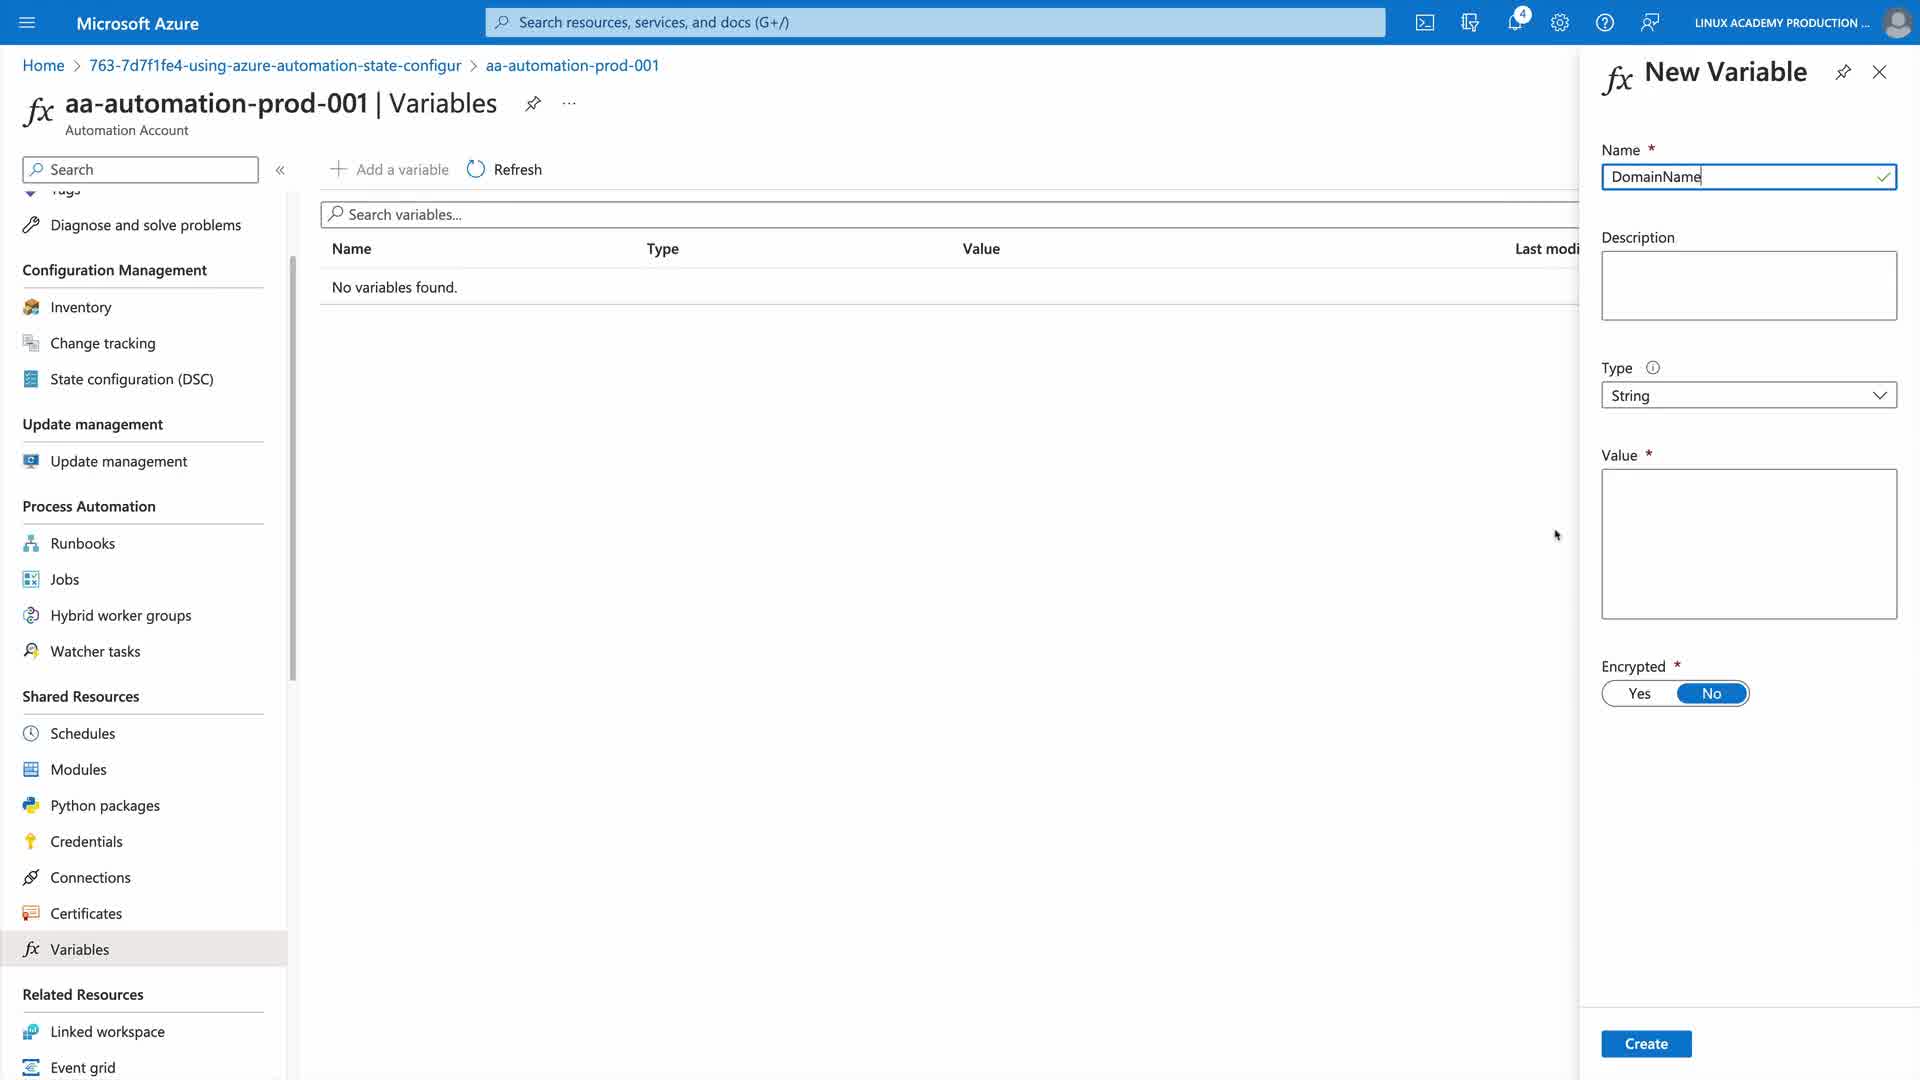 Microsoft Azure
Search resources, services, and docs (G+/)
4
LINUX ACADEMY PRODUCTION ...
Home > 763-7d7f1fe4-using-azure-automation-state-configur > aa-automation-prod-001
fx aa-automation-prod-001 | Variables ...
Automation Account
Search «
Tags
Diagnose and solve problems
Configuration Management
Inventory
Change tracking
State configuration (DSC)
Update management
Update management
Process Automation
Runbooks
Jobs
Hybrid worker groups
Watcher tasks
Shared Resources
Schedules
Modules
Python packages
Credentials
Connections
Certificates
fx Variables
Related Resources
Linked workspace
Event grid
+ Add a variable Refresh
Search variables...
Name Type Value Last modi
No variables found.
fx New Variable
Name *
DomainName
Description
Type
String
Value *
Encrypted *
Yes No
Create